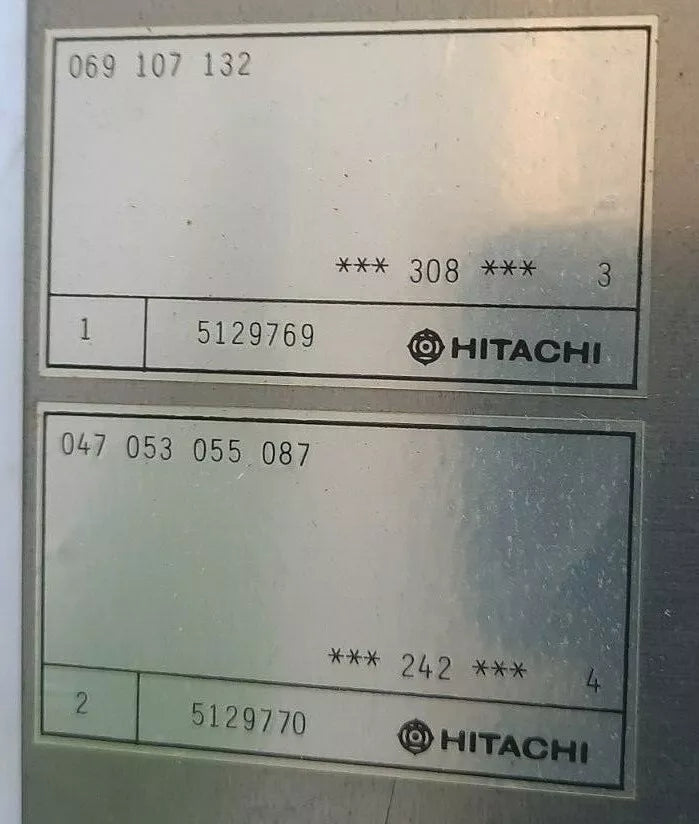 069 107 132
*** 308 *** 3
1 5129769 HITACHI
047 053 055 087
*** 242 *** 4
2 5129770 HITACHI